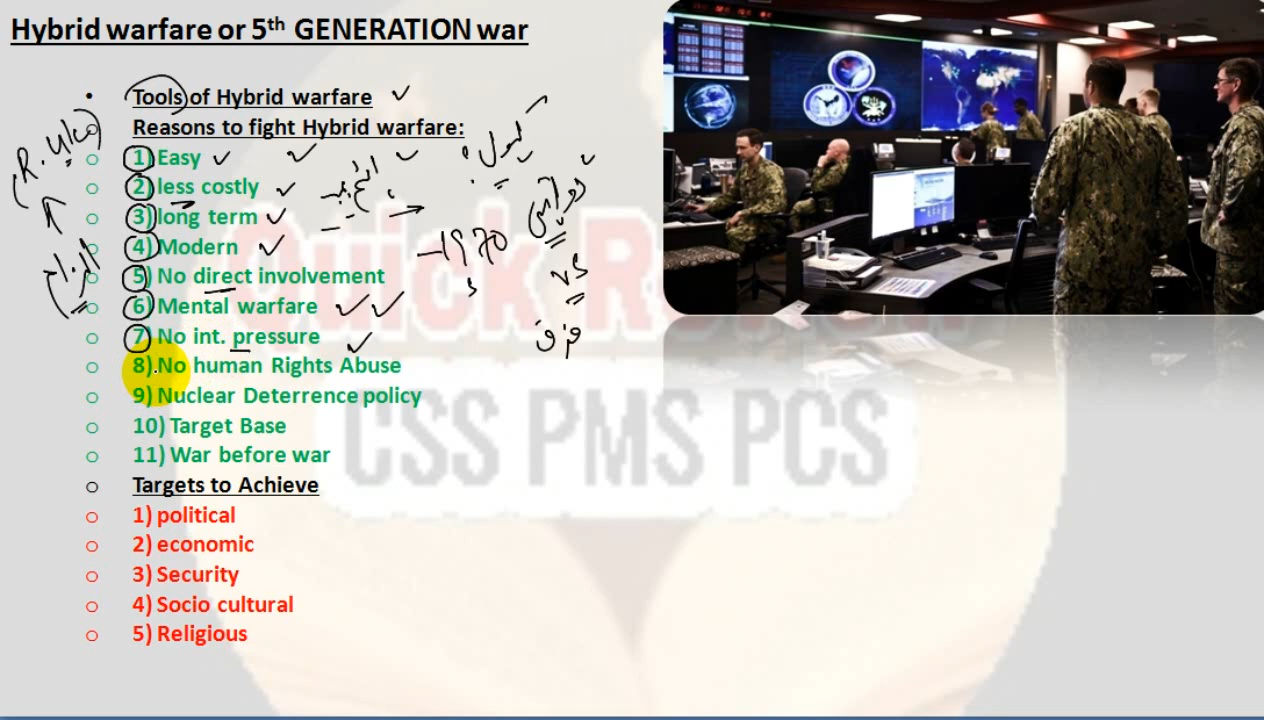 Hybrid warfare or 5th GENERATION war
Tools of Hybrid warfare
Reasons to fight Hybrid warfare:
1) Easy
2) less costly
3) long term
4) Modern
5) No direct involvement
6) Mental warfare
7) No int. pressure
8) No human Rights Abuse
9) Nuclear Deterrence policy
10) Target Base
11) War before war
Targets to Achieve
1) political
2) economic
3) Security
4) Socio cultural
5) Religious
1970
vs
CSS PMS PCS